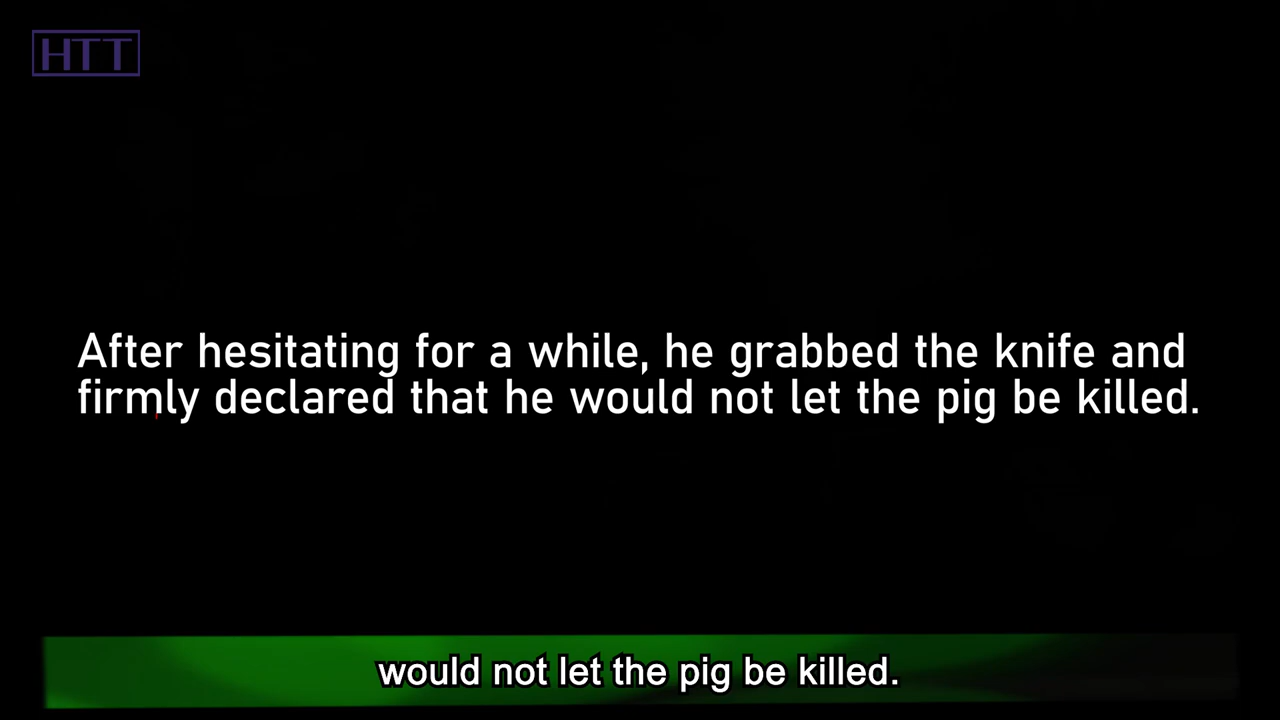 HTT
After hesitating for a while, he grabbed the knife and
firmly declared that he would not let the pig be killed.
would not let the pig be killed.